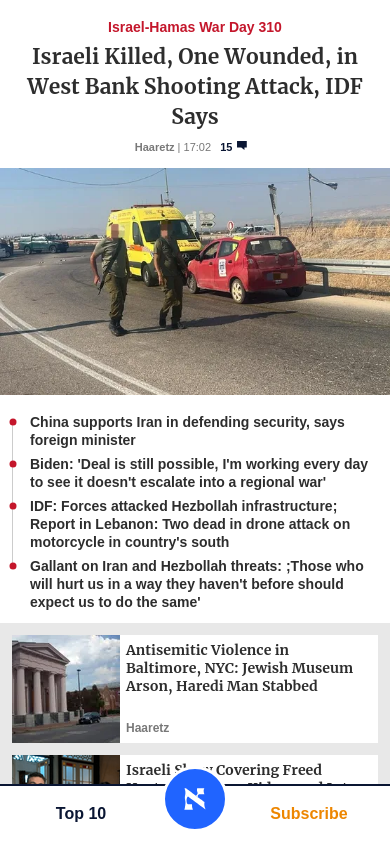 Israel-Hamas War Day 310
Israeli Killed, One Wounded, in
West Bank Shooting Attack, IDF
Says
Haaretz | 17:02 15
China supports Iran in defending security, says
foreign minister
Biden: 'Deal is still possible, I'm working every day
to see it doesn't escalate into a regional war'
IDF: Forces attacked Hezbollah infrastructure;
Report in Lebanon: Two dead in drone attack on
motorcycle in country's south
Gallant on Iran and Hezbollah threats: ;Those who
will hurt us in a way they haven't before should
expect us to do the same'
Antisemitic Violence in
Baltimore, NYC: Jewish Museum
Arson, Haredi Man Stabbed
Haaretz
Israeli Covering Freed
Top 10
Subscribe